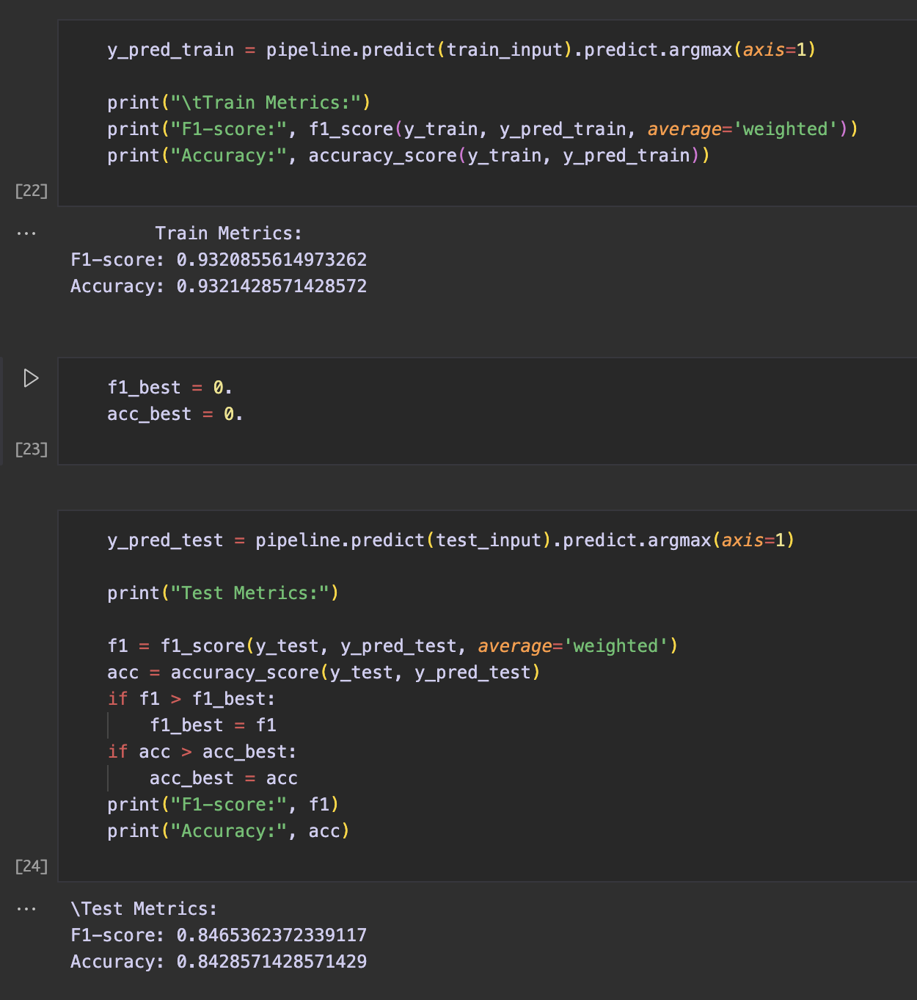 y_pred_train = pipeline.predict(train_input).predict.argmax(axis=1)
print("\tTrain Metrics:")
print("F1-score:", f1_score(y_train, y_pred_train, average='weighted'))
print("Accuracy:", accuracy_score(y_train, y_pred_train))
[22]
...
Train Metrics:
F1-score: 0.9320855614973262
Accuracy: 0.9321428571428572
f1_best = 0.
acc_best = 0.
[23]
y_pred_test = pipeline.predict(test_input).predict.argmax(axis=1)
print("Test Metrics:")
f1 = f1_score(y_test, y_pred_test, average='weighted')
acc = accuracy_score(y_test, y_pred_test)
if f1 > f1_best:
    f1_best = f1
if acc > acc_best:
    acc_best = acc
print("F1-score:", f1)
print("Accuracy:", acc)
[24]
...
\Test Metrics:
F1-score: 0.8465362372339117
Accuracy: 0.8428571428571429